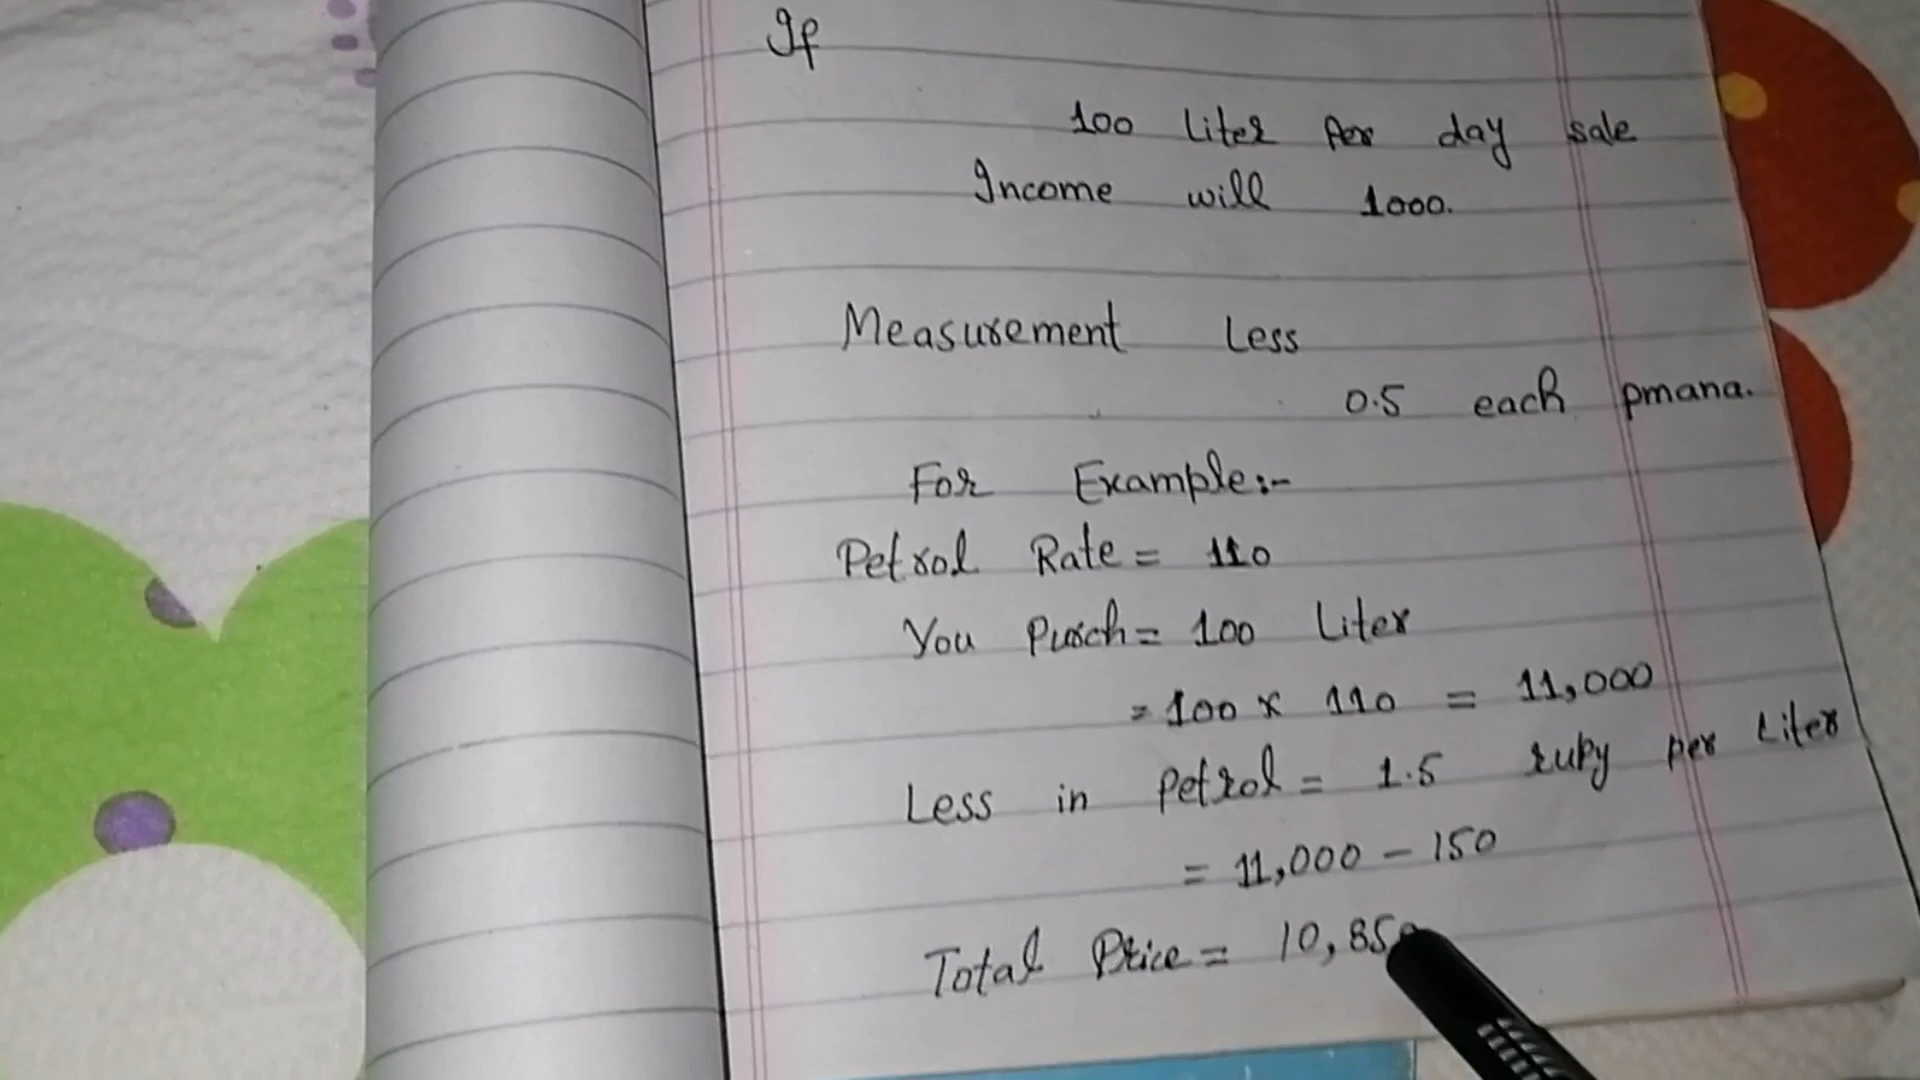 If
100 Liter Per day sale
Income will 1000.
Measurement Less
0.5 each pmana.
For Example:-
Petrol Rate = 110
You Purch = 100 Liter
= 100 x 110 = 11,000
Less in Petrol = 1.5 rupy per Liter
= 11,000 - 150
Total Price = 10,850